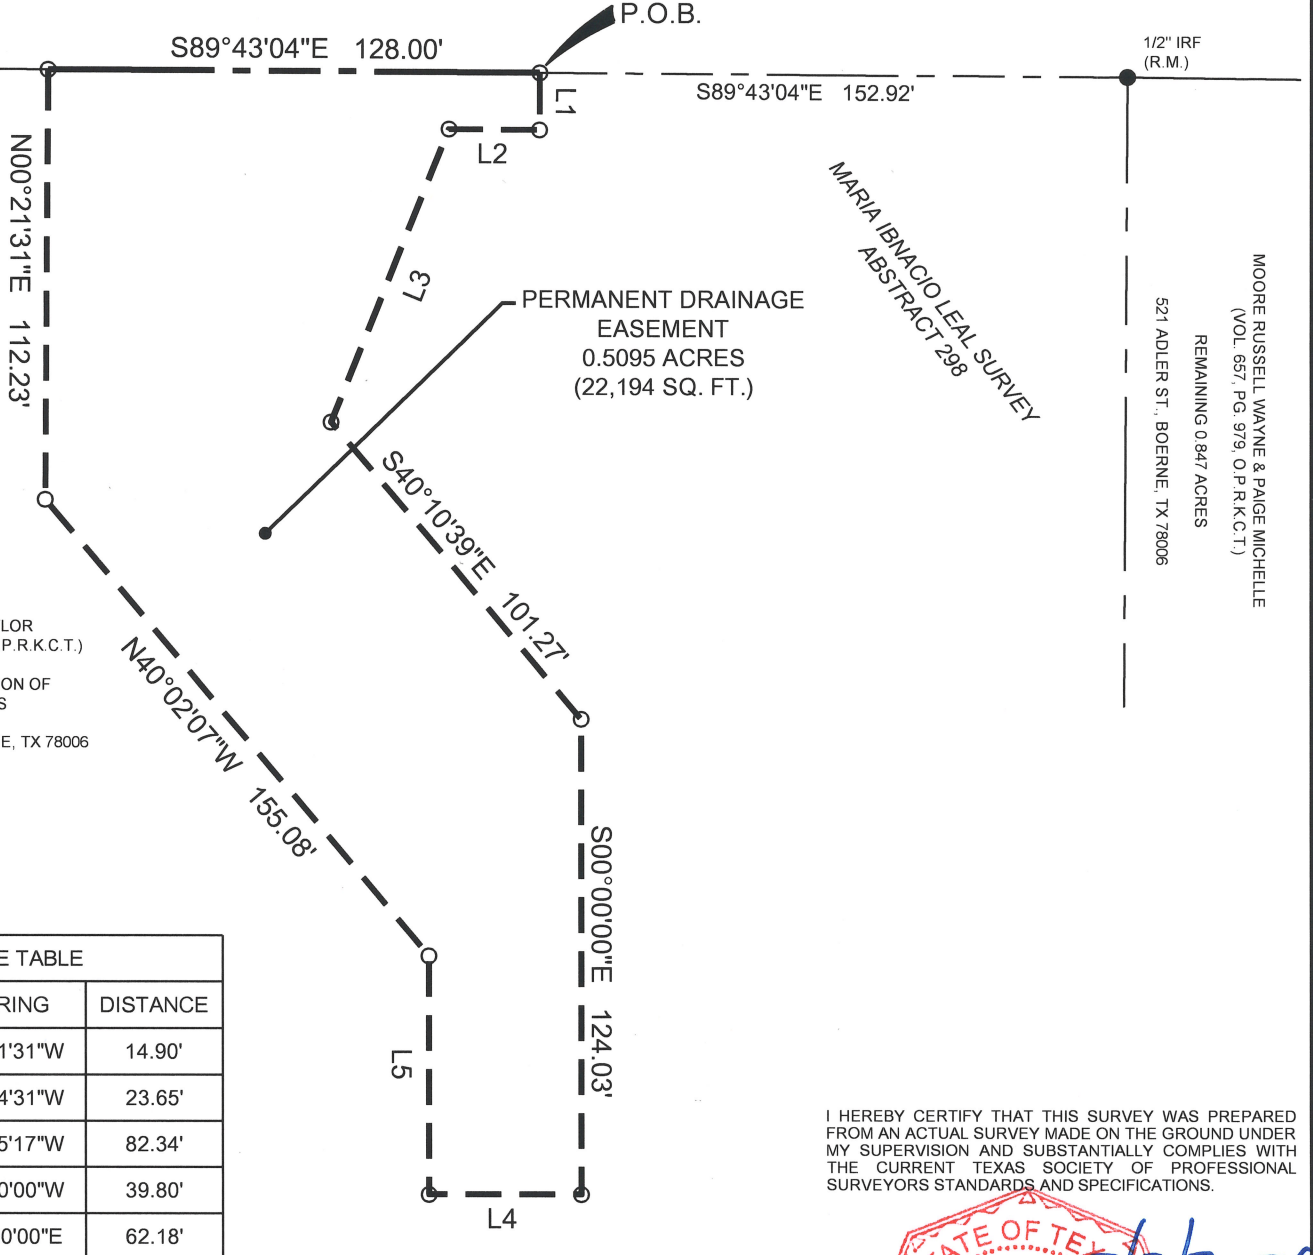 P.O.B.
S89°43'04"E 128.00'
1/2" IRF
(R.M.)
S89°43'04"E 152.92'
L1
L2
N00°21'31"E 112.23'
L3
MARIA IBNACIO LEAL SURVEY
ABSTRACT 298
MOORE RUSSELL WAYNE & PAIGE MICHELLE
(VOL. 657, PG. 979, O.P.R.K.C.T.)
REMAINING 0.847 ACRES
521 ADLER ST., BOERNE, TX 78006
PERMANENT DRAINAGE
EASEMENT
0.5095 ACRES
(22,194 SQ. FT.)
S40°10'39"E 101.27'
LOR
P.R.K.C.T.)
ON OF
S
E, TX 78006
N40°02'07"W 155.08'
S00°00'00"E 124.03'
L5
L4
E TABLE
RING DISTANCE
1'31"W 14.90'
4'31"W 23.65'
5'17"W 82.34'
0'00"W 39.80'
0'00"E 62.18'
I HEREBY CERTIFY THAT THIS SURVEY WAS PREPARED
FROM AN ACTUAL SURVEY MADE ON THE GROUND UNDER
MY SUPERVISION AND SUBSTANTIALLY COMPLIES WITH
THE CURRENT TEXAS SOCIETY OF PROFESSIONAL
SURVEYORS STANDARDS AND SPECIFICATIONS.
ATE OF TEX